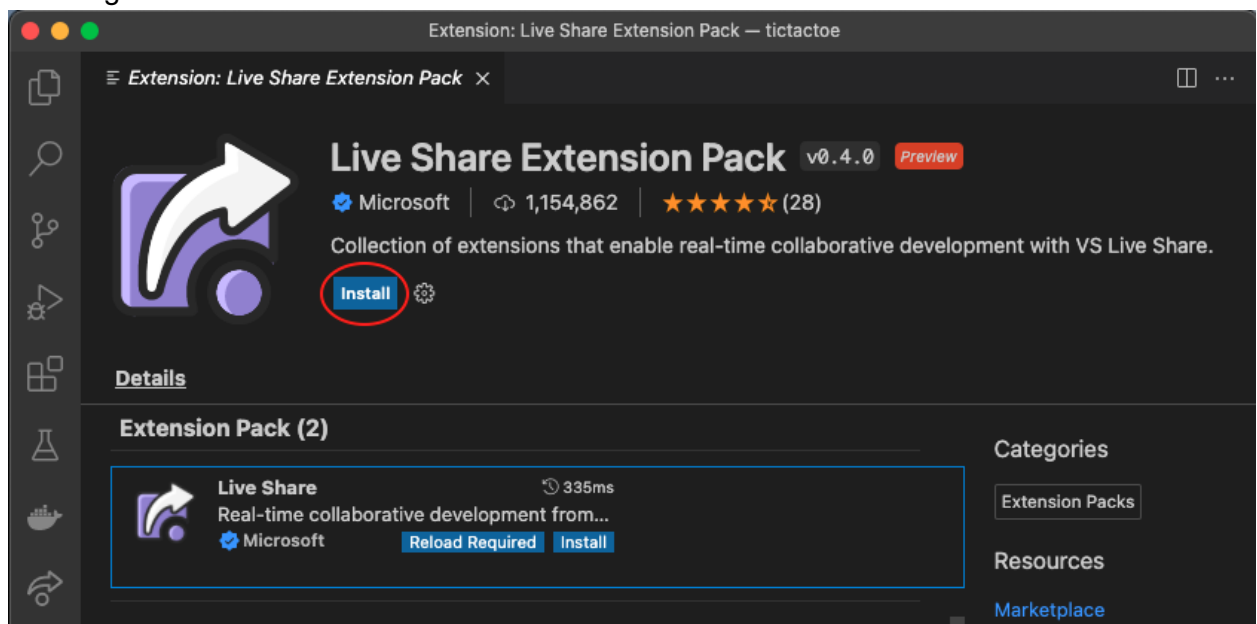 Extension: Live Share Extension Pack — tictactoe
Extension: Live Share Extension Pack
Live Share Extension Pack v0.4.0 Preview
Microsoft 1,154,862 (28)
Collection of extensions that enable real-time collaborative development with VS Live Share.
Install
Details
Extension Pack (2)
Categories
Live Share 335ms
Real-time collaborative development from...
Microsoft Reload Required Install
Extension Packs
Resources
Marketplace